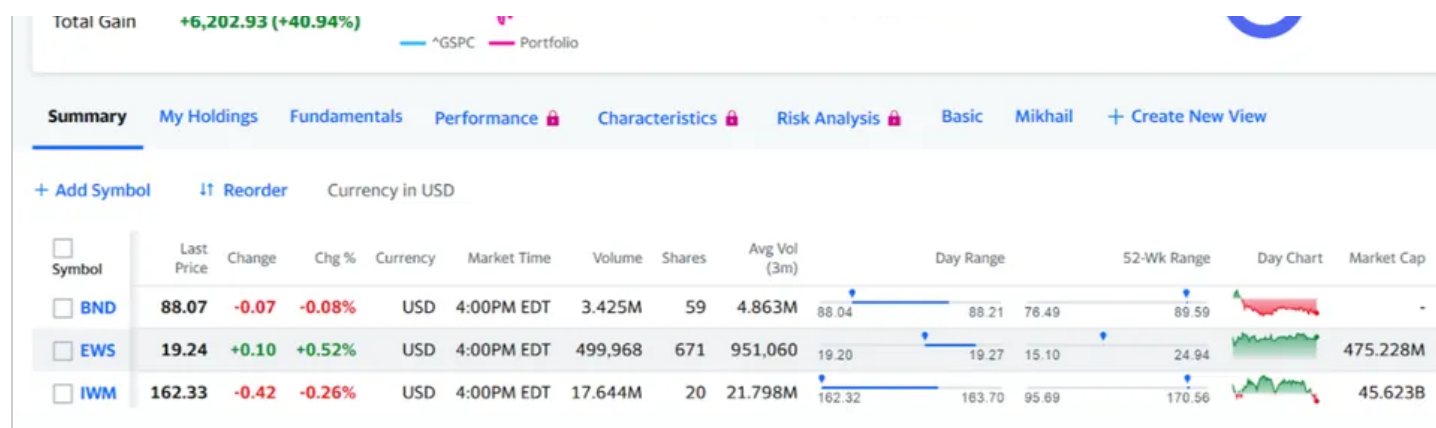 Total Gain +6,202.93 (+40.94%)
^GSPC Portfolio
Summary My Holdings Fundamentals Performance Characteristics Risk Analysis Basic Mikhail + Create New View
+ Add Symbol Reorder Currency in USD
Symbol Last Price Change Chg % Currency Market Time Volume Shares Avg Vol (3m) Day Range 52-Wk Range Day Chart Market Cap
BND 88.07 -0.07 -0.08% USD 4:00PM EDT 3.425M 59 4.863M 88.04 88.21 76.49 89.59 -
EWS 19.24 +0.10 +0.52% USD 4:00PM EDT 499,968 671 951,060 19.20 19.27 15.10 24.94 475.228M
IWM 162.33 -0.42 -0.26% USD 4:00PM EDT 17.644M 20 21.798M 162.32 163.70 95.69 170.56 45.623B